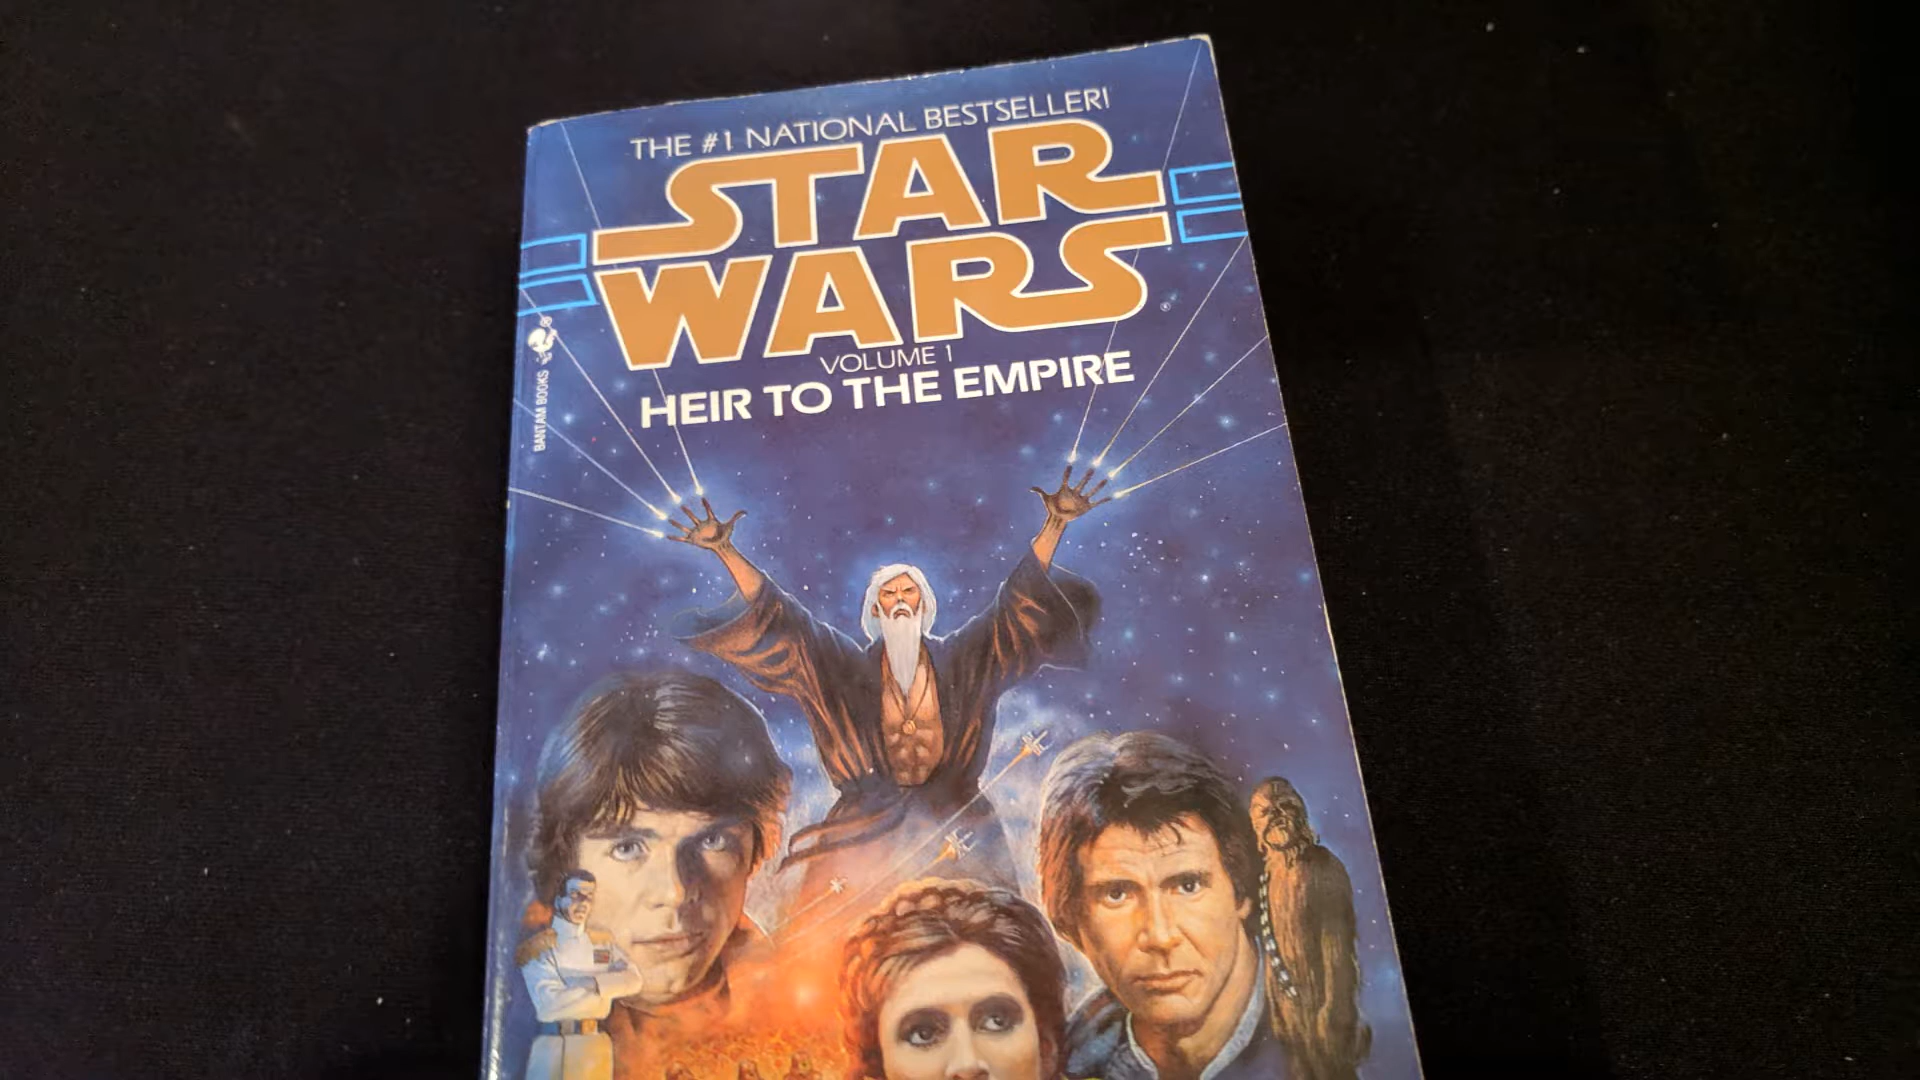 THE #1 NATIONAL BESTSELLER!
STAR
WARS®
VOLUME 1
HEIR TO THE EMPIRE
BANTAM BOOKS ®